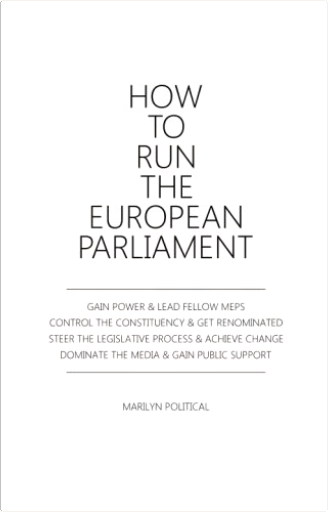 HOW
TO
RUN
THE
EUROPEAN
PARLIAMENT
GAIN POWER & LEAD FELLOW MEPS
CONTROL THE CONSTITUENCY & GET RENOMINATED
STEER THE LEGISLATIVE PROCESS & ACHIEVE CHANGE
DOMINATE THE MEDIA & GAIN PUBLIC SUPPORT
MARILYN POLITICAL